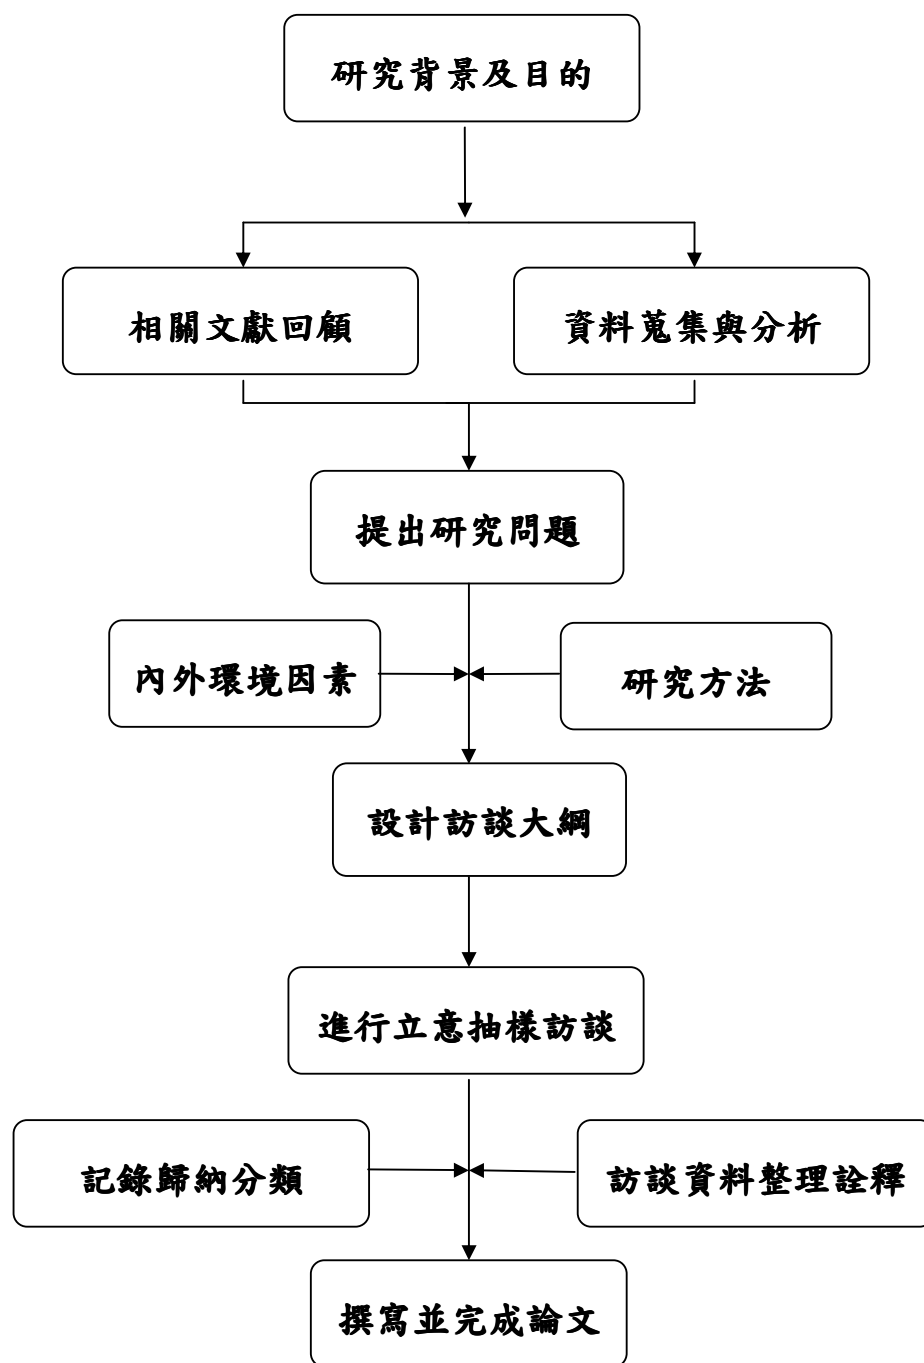 研究背景及目的
相關文獻回顧
資料蒐集與分析
提出研究問題
內外環境因素
研究方法
設計訪談大綱
進行立意抽樣訪談
記錄歸納分類
訪談資料整理詮釋
撰寫並完成論文